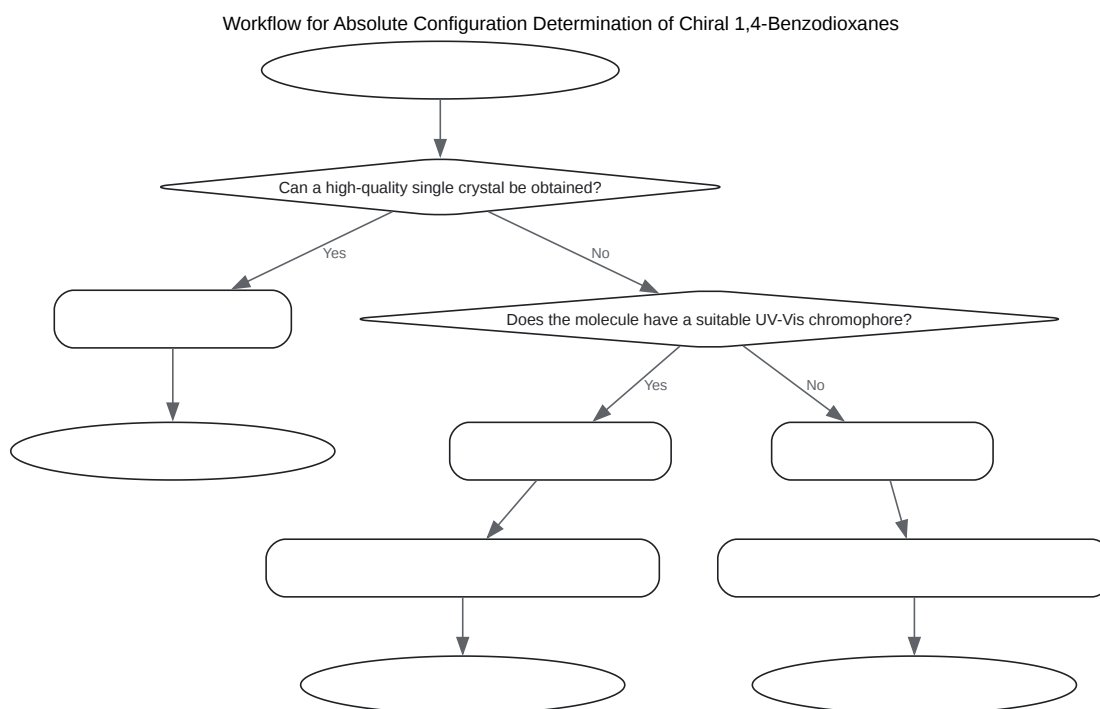 Workflow for Absolute Configuration Determination of Chiral 1,4-Benzodioxanes
Can a high-quality single crystal be obtained?
Yes
No
Does the molecule have a suitable UV-Vis chromophore?
Yes
No